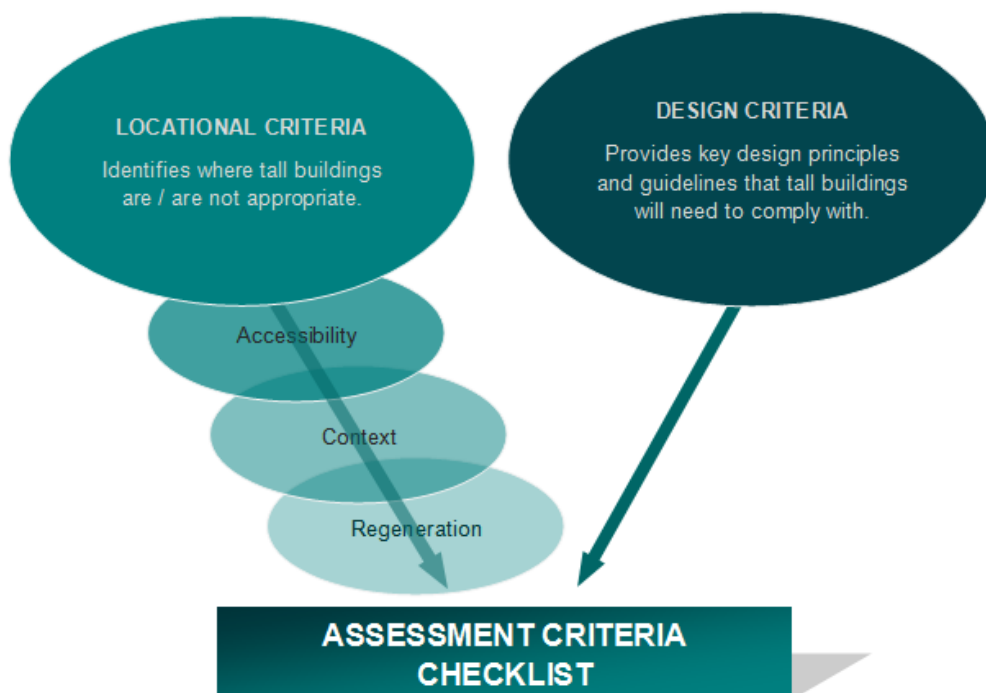 LOCATIONAL CRITERIA
Identifies where tall buildings
are / are not appropriate.
DESIGN CRITERIA
Provides key design principles
and guidelines that tall buildings
will need to comply with.
Accessibility
Context
Regeneration
ASSESSMENT CRITERIA
CHECKLIST